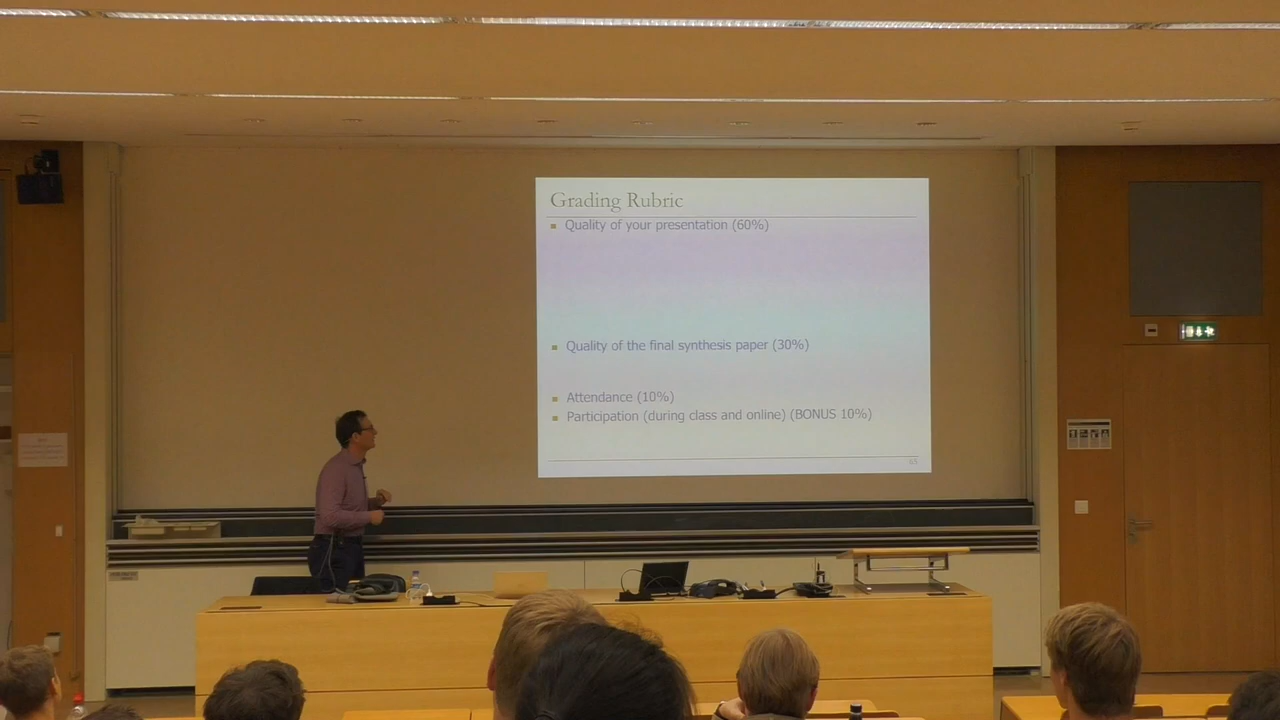 Grading Rubric
Quality of your presentation (60%)
Quality of the final synthesis paper (30%)
Attendance (10%)
Participation (during class and online) (BONUS 10%)